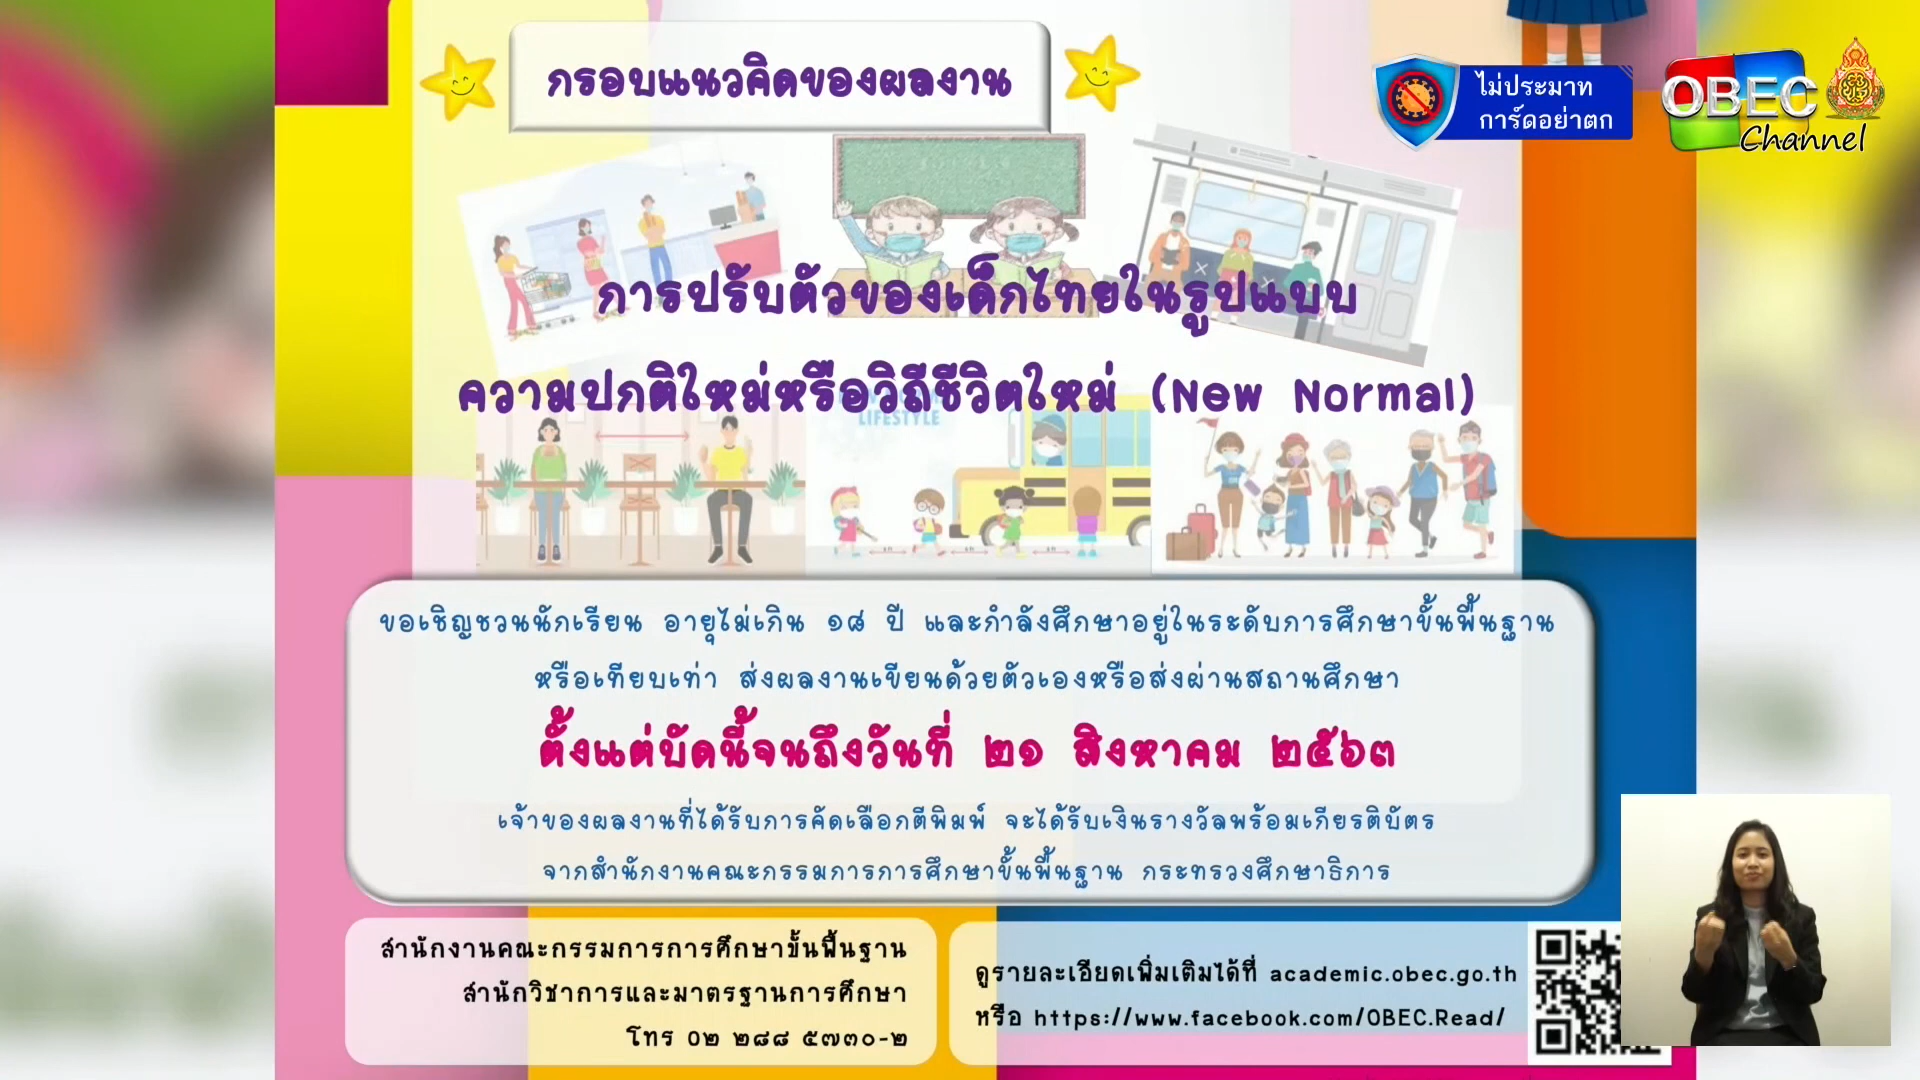 กรอบแนวคิดของผลงาน
ไม่ประมาท
การ์ดอย่าตก
OBEC
Channel
การปรับตัวของเด็กไทยในรูปแบบ
ความปกติใหม่หรือวิถีชีวิตใหม่ (New Normal)
LIFESTYLE
ขอเชิญชวนนักเรียน อายุไม่เกิน ๑๘ ปี และกำลังศึกษาอยู่ในระดับการศึกษาขั้นพื้นฐาน
หรือเทียบเท่า ส่งผลงานเขียนด้วยตัวเองหรือส่งผ่านสถานศึกษา
ตั้งแต่บัดนี้จนถึงวันที่ ๒๑ สิงหาคม ๒๕๖๓
เจ้าของผลงานที่ได้รับการคัดเลือกตีพิมพ์ จะได้รับเงินรางวัลพร้อมเกียรติบัตร
จากสำนักงานคณะกรรมการการศึกษาขั้นพื้นฐาน กระทรวงศึกษาธิการ
สำนักงานคณะกรรมการการศึกษาขั้นพื้นฐาน
สำนักวิชาการและมาตรฐานการศึกษา
โทร ๐๒ ๒๘๘ ๕๗๓๐-๒
ดูรายละเอียดเพิ่มเติมได้ที่ academic.obec.go.th
หรือ https://www.facebook.com/OBEC.Read/